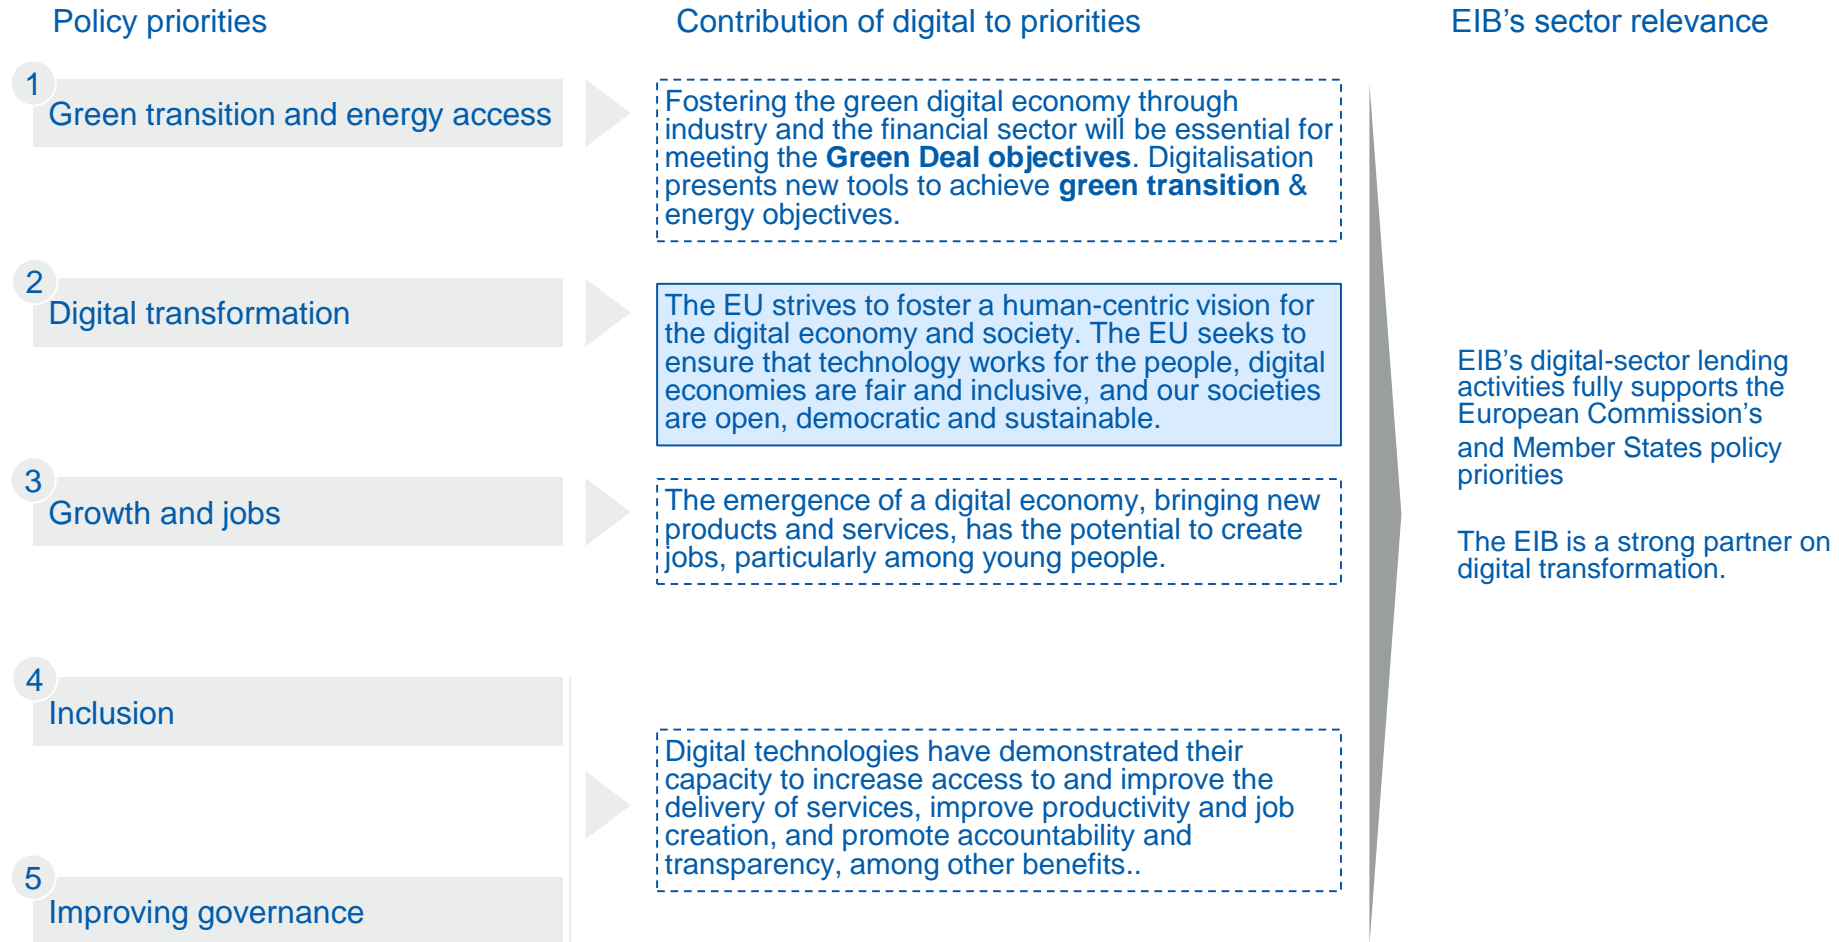 Policy priorities
Contribution of digital to priorities
EIB’s sector relevance
1
Green transition and energy access
Fostering the green digital economy through
industry and the financial sector will be essential for
meeting the Green Deal objectives. Digitalisation
presents new tools to achieve green transition &
energy objectives.
2
Digital transformation
The EU strives to foster a human-centric vision for
the digital economy and society. The EU seeks to
ensure that technology works for the people, digital
economies are fair and inclusive, and our societies
are open, democratic and sustainable.
3
Growth and jobs
The emergence of a digital economy, bringing new
products and services, has the potential to create
jobs, particularly among young people.
4
Inclusion
5
Improving governance
Digital technologies have demonstrated their
capacity to increase access to and improve the
delivery of services, improve productivity and job
creation, and promote accountability and
transparency, among other benefits..
EIB’s digital-sector lending
activities fully supports the
European Commission’s
and Member States policy
priorities
The EIB is a strong partner on
digital transformation.